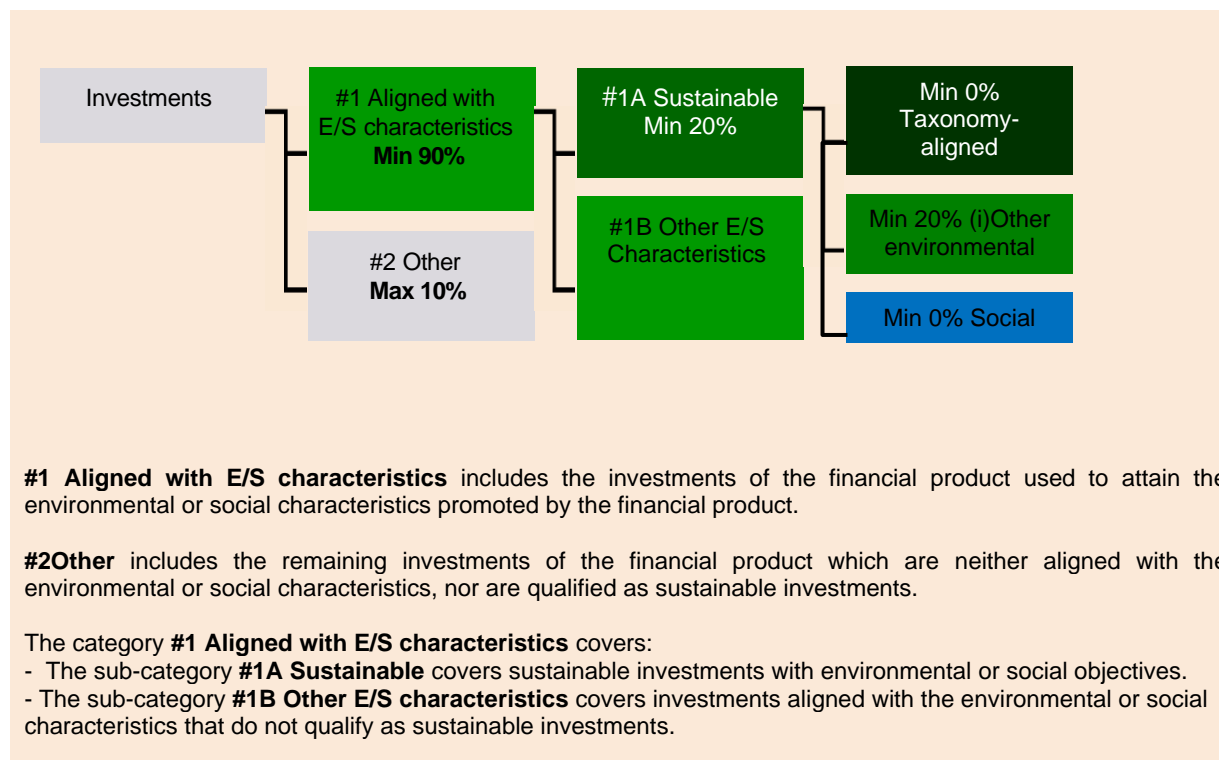 Investments
#1 Aligned with
E/S characteristics
Min 90%
#2 Other
Max 10%
#1A Sustainable
Min 20%
#1B Other E/S
Characteristics
Min 0%
Taxonomy-
aligned
Min 20% (i)Other
environmental
Min 0% Social
#1 Aligned with E/S characteristics includes the investments of the financial product used to attain the
environmental or social characteristics promoted by the financial product.
#2Other includes the remaining investments of the financial product which are neither aligned with the
environmental or social characteristics, nor are qualified as sustainable investments.
The category #1 Aligned with E/S characteristics covers:
- The sub-category #1A Sustainable covers sustainable investments with environmental or social objectives.
- The sub-category #1B Other E/S characteristics covers investments aligned with the environmental or social
characteristics that do not qualify as sustainable investments.